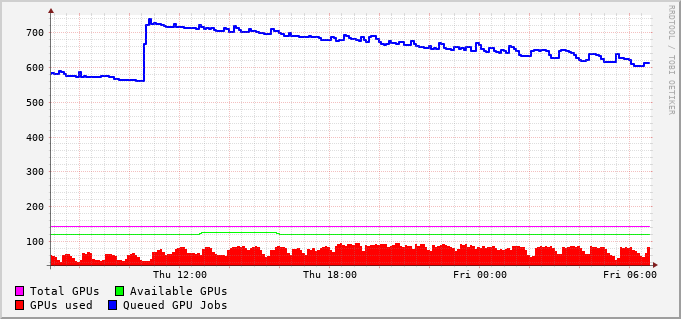 700
600
500
400
300
200
100
Thu 12:00 Thu 18:00 Fri 00:00 Fri 06:00
Total GPUs Available GPUs
GPUs used Queued GPU Jobs
RRDTOOL / TOBI OETIKER